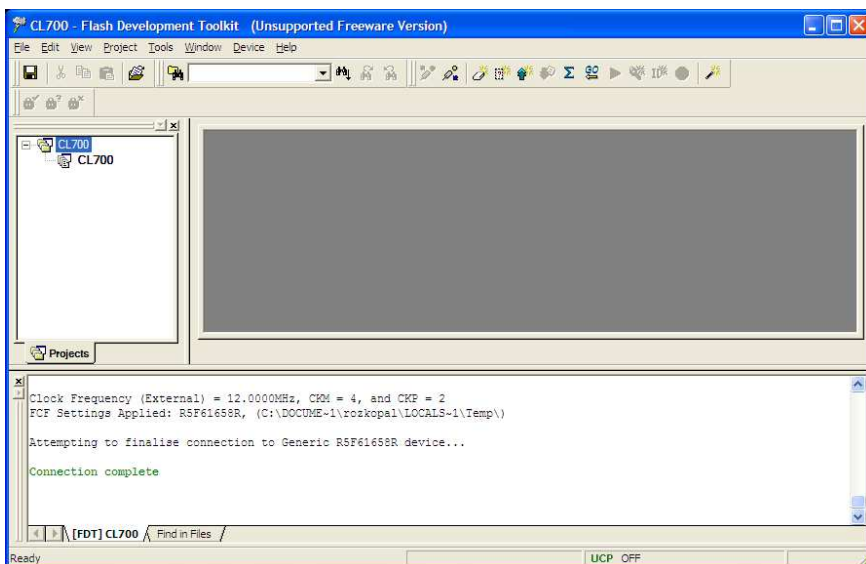 CL700 - Flash Development Toolkit (Unsupported Freeware Version)
File Edit View Project Tools Window Device Help
CL700
CL700
Projects
Clock Frequency (External) = 12.0000MHz, CKM = 4, and CKP = 2
FCF Settings Applied: R5F61658R, (C:\DOCUME~1\rozkopal\LOCALS~1\Temp\)
Attempting to finalise connection to Generic R5F61658R device...
Connection complete
[FDT] CL700 Find in Files
Ready UCP OFF